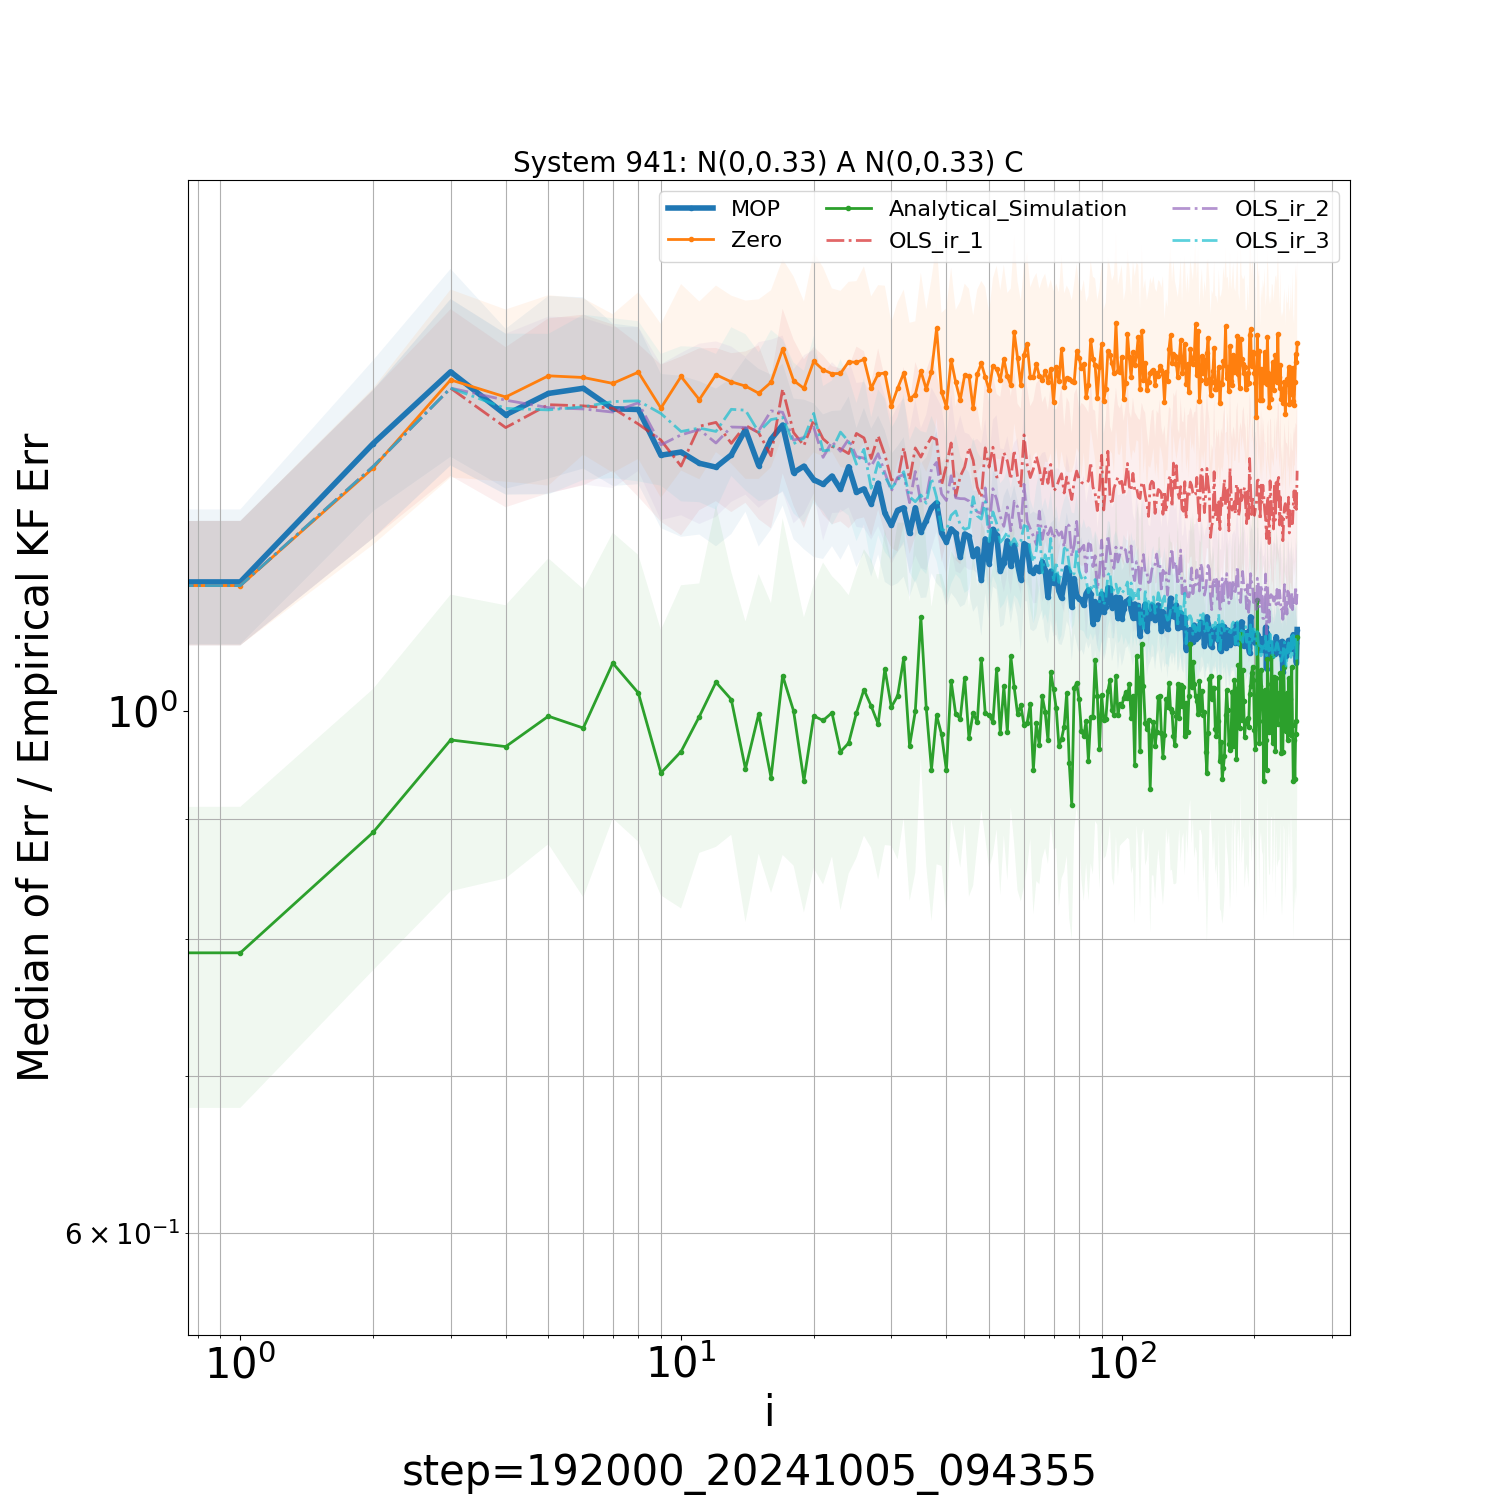 System 941: N(0,0.33) A N(0,0.33) C
MOP
Zero
Analytical_Simulation
OLS_ir_1
OLS_ir_2
OLS_ir_3
Median of Err / Empirical KF Err
10⁰
6 × 10⁻¹
10⁰ 10¹ 10²
i
step=192000_20241005_094355